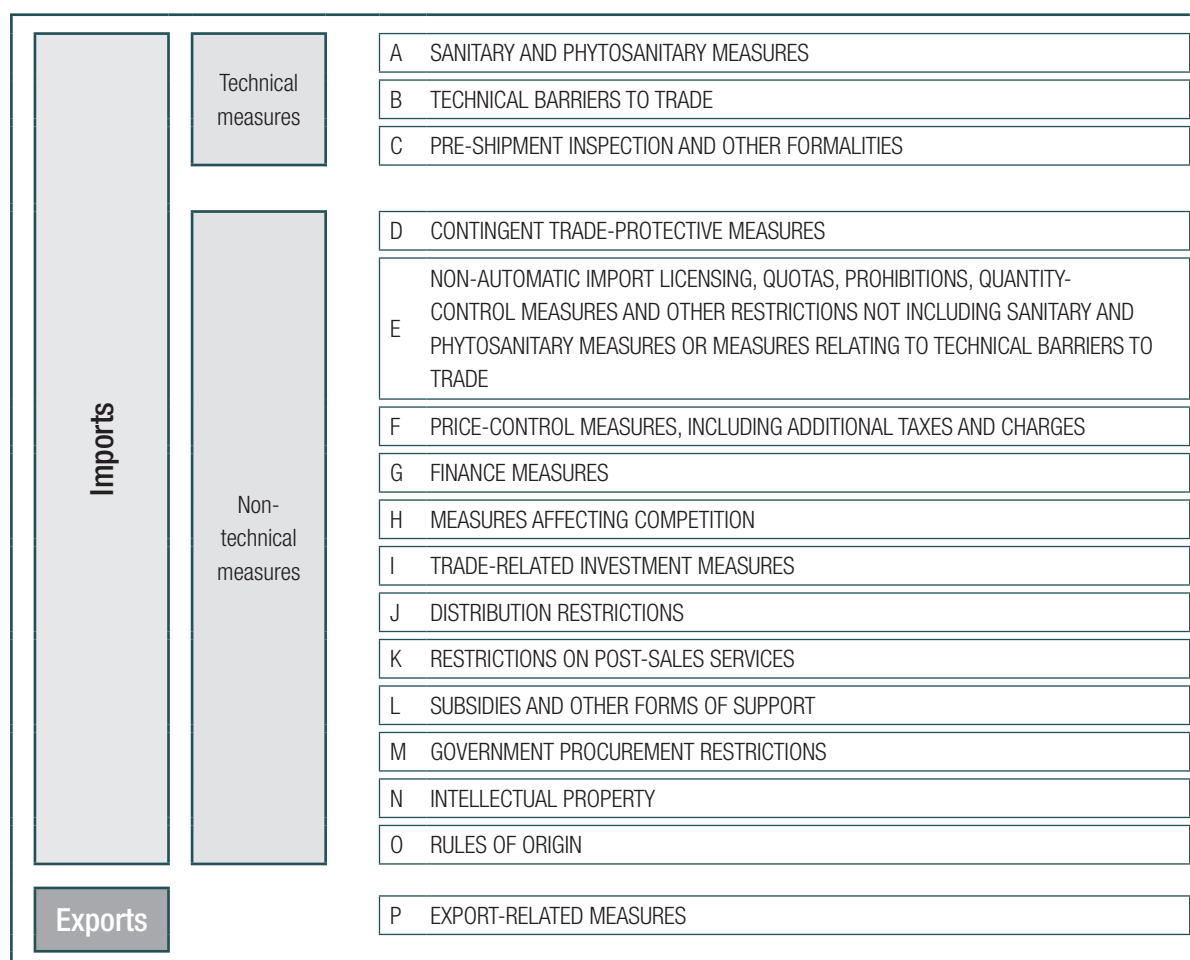 Imports
Technical
measures
A SANITARY AND PHYTOSANITARY MEASURES
B TECHNICAL BARRIERS TO TRADE
C PRE-SHIPMENT INSPECTION AND OTHER FORMALITIES
Non-
technical
measures
D CONTINGENT TRADE-PROTECTIVE MEASURES
E NON-AUTOMATIC IMPORT LICENSING, QUOTAS, PROHIBITIONS, QUANTITY-
CONTROL MEASURES AND OTHER RESTRICTIONS NOT INCLUDING SANITARY AND
PHYTOSANITARY MEASURES OR MEASURES RELATING TO TECHNICAL BARRIERS TO
TRADE
F PRICE-CONTROL MEASURES, INCLUDING ADDITIONAL TAXES AND CHARGES
G FINANCE MEASURES
H MEASURES AFFECTING COMPETITION
I TRADE-RELATED INVESTMENT MEASURES
J DISTRIBUTION RESTRICTIONS
K RESTRICTIONS ON POST-SALES SERVICES
L SUBSIDIES AND OTHER FORMS OF SUPPORT
M GOVERNMENT PROCUREMENT RESTRICTIONS
N INTELLECTUAL PROPERTY
O RULES OF ORIGIN
Exports
P EXPORT-RELATED MEASURES